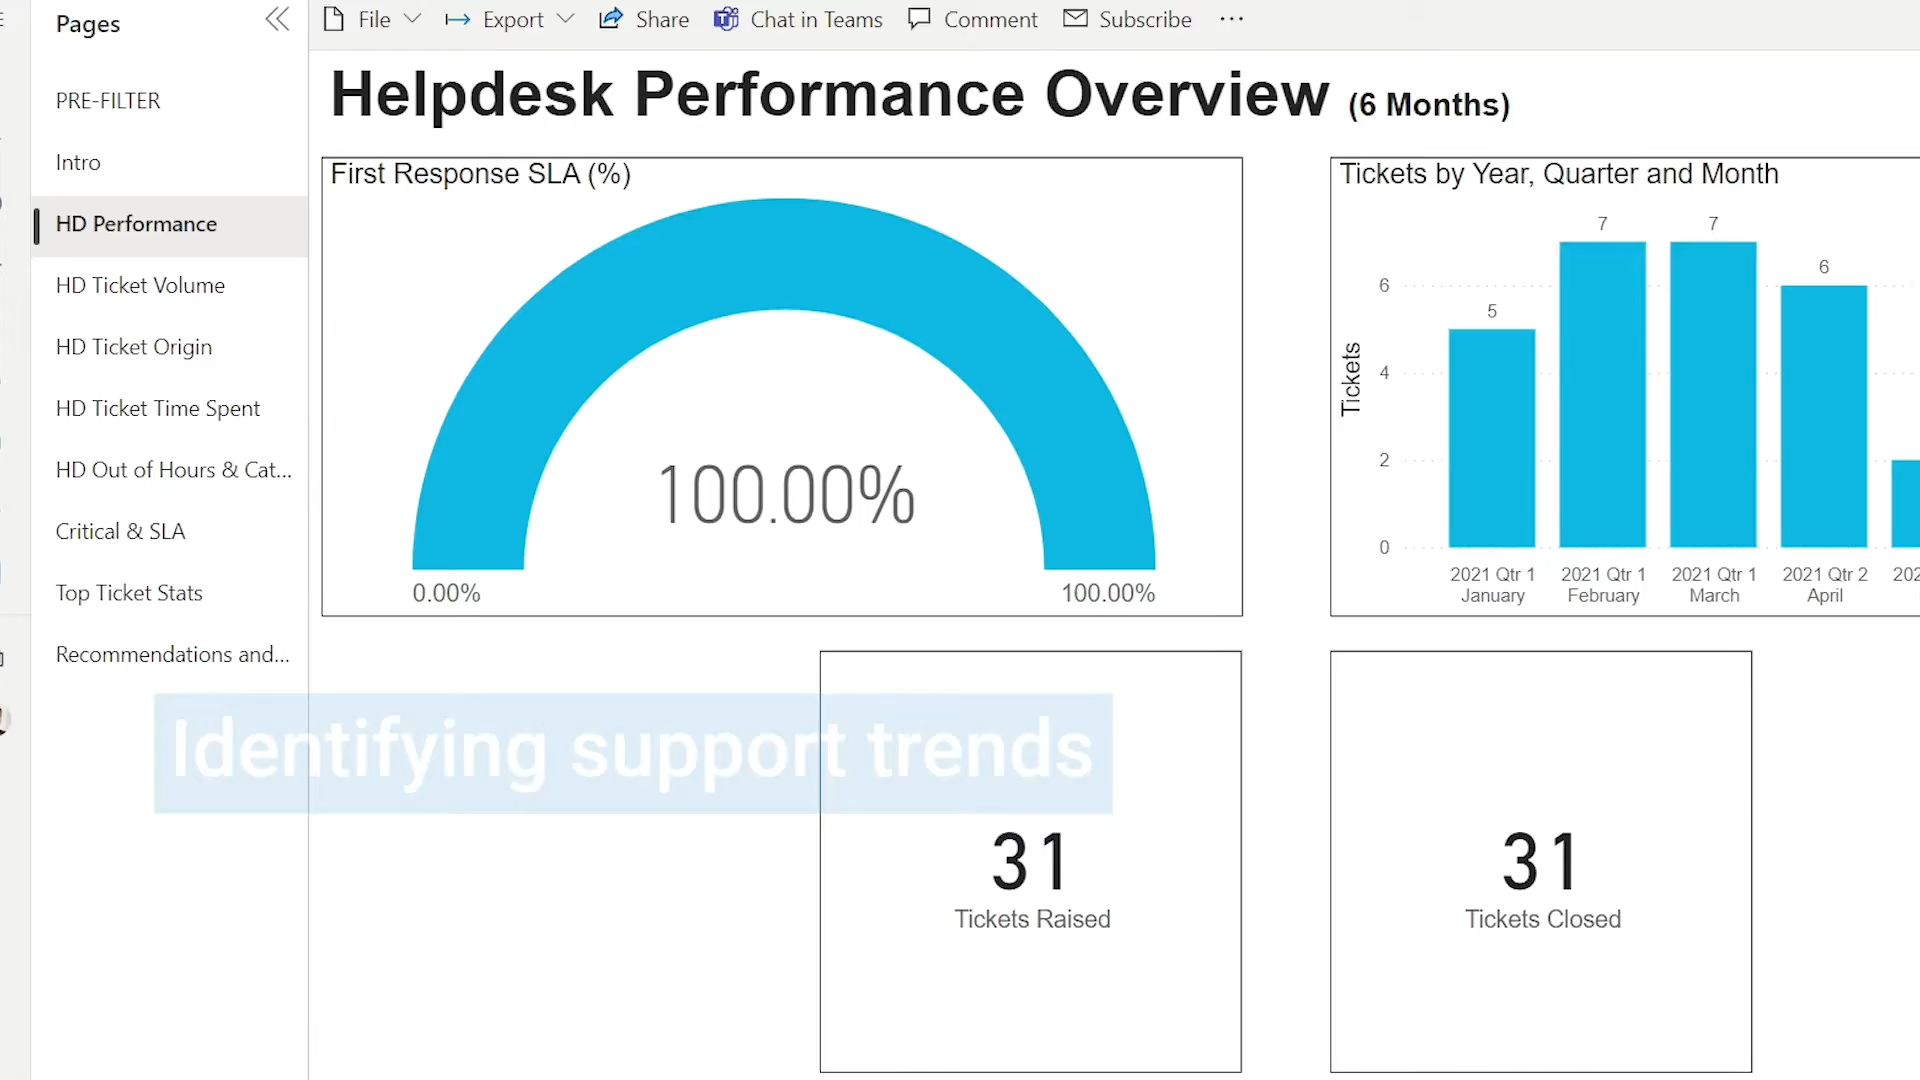 Pages
File
Export
Share
Chat in Teams
Comment
Subscribe
PRE-FILTER
Intro
HD Performance
HD Ticket Volume
HD Ticket Origin
HD Ticket Time Spent
HD Out of Hours & Cat...
Critical & SLA
Top Ticket Stats
Recommendations and...
Helpdesk Performance Overview (6 Months)
First Response SLA (%)
100.00%
0.00%
100.00%
Tickets by Year, Quarter and Month
7
7
6
5
6
4
2
0
Tickets
2021 Qtr 1
January
2021 Qtr 1
February
2021 Qtr 1
March
2021 Qtr 2
April
Identifying support trends
31
Tickets Raised
31
Tickets Closed